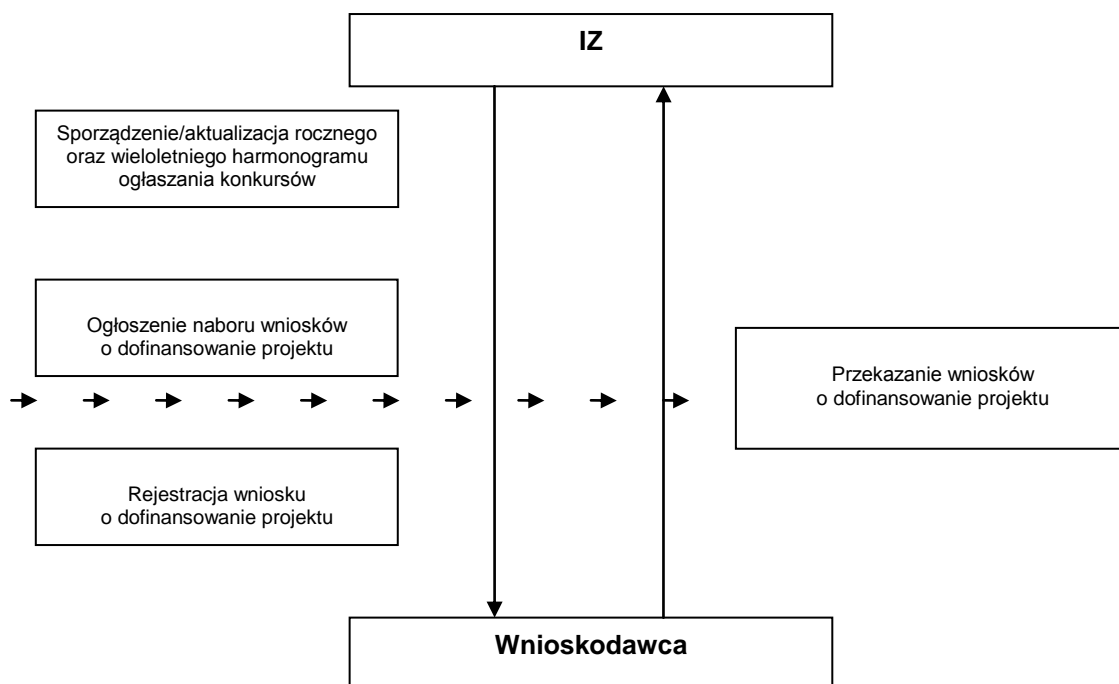 IZ
Sporządzenie/aktualizacja rocznego
oraz wieloletniego harmonogramu
ogłaszania konkursów
Ogłoszenie naboru wniosków
o dofinansowanie projektu
Przekazanie wniosków
o dofinansowanie projektu
Rejestracja wniosku
o dofinansowanie projektu
Wnioskodawca